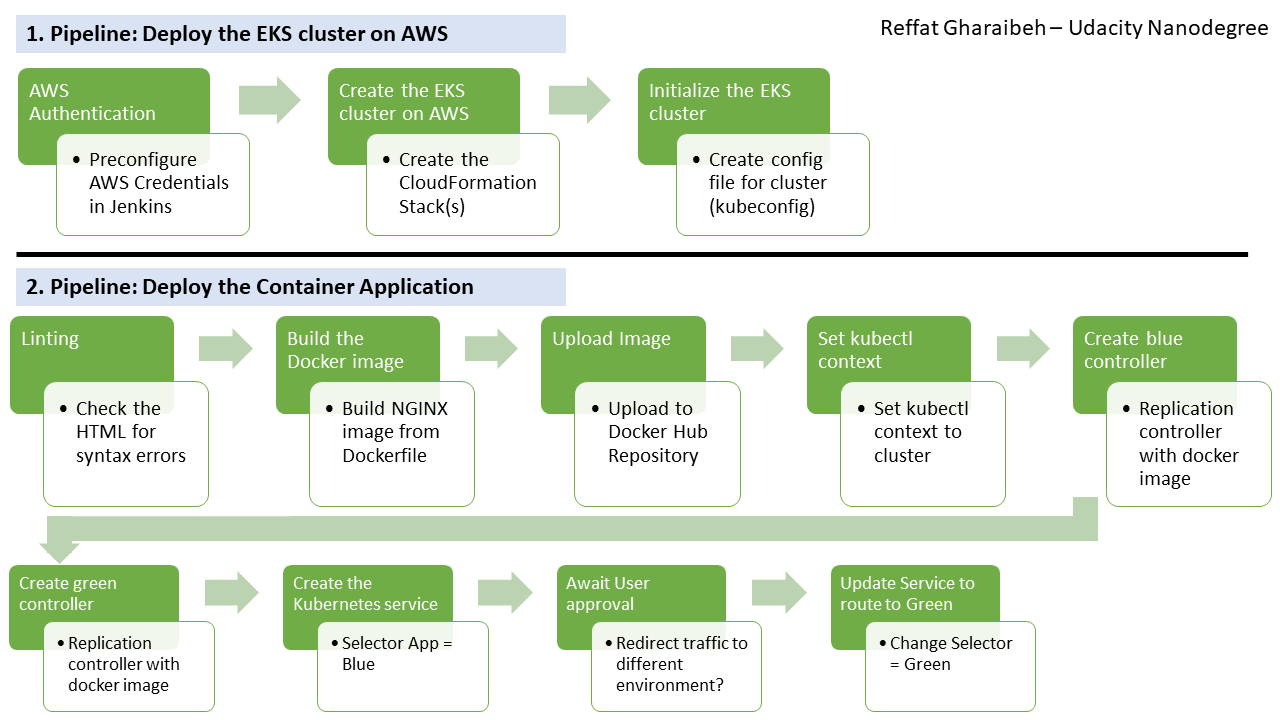 1. Pipeline: Deploy the EKS cluster on AWS
Reffat Gharaibeh – Udacity Nanodegree
AWS
Authentication
• Preconfigure
AWS Credentials
in Jenkins
Create the EKS
cluster on AWS
• Create the
CloudFormation
Stack(s)
Initialize the EKS
cluster
• Create config
file for cluster
(kubeconfig)
2. Pipeline: Deploy the Container Application
Linting
• Check the
HTML for
syntax errors
Build the
Docker image
• Build NGINX
image from
Dockerfile
Upload Image
• Upload to
Docker Hub
Repository
Set kubectl
context
• Set kubectl
context to
cluster
Create blue
controller
• Replication
controller
with docker
image
Create green
controller
• Replication
controller with
docker image
Create the
Kubernetes service
• Selector App =
Blue
Await User
approval
• Redirect traffic to
different
environment?
Update Service to
route to Green
• Change Selector
= Green